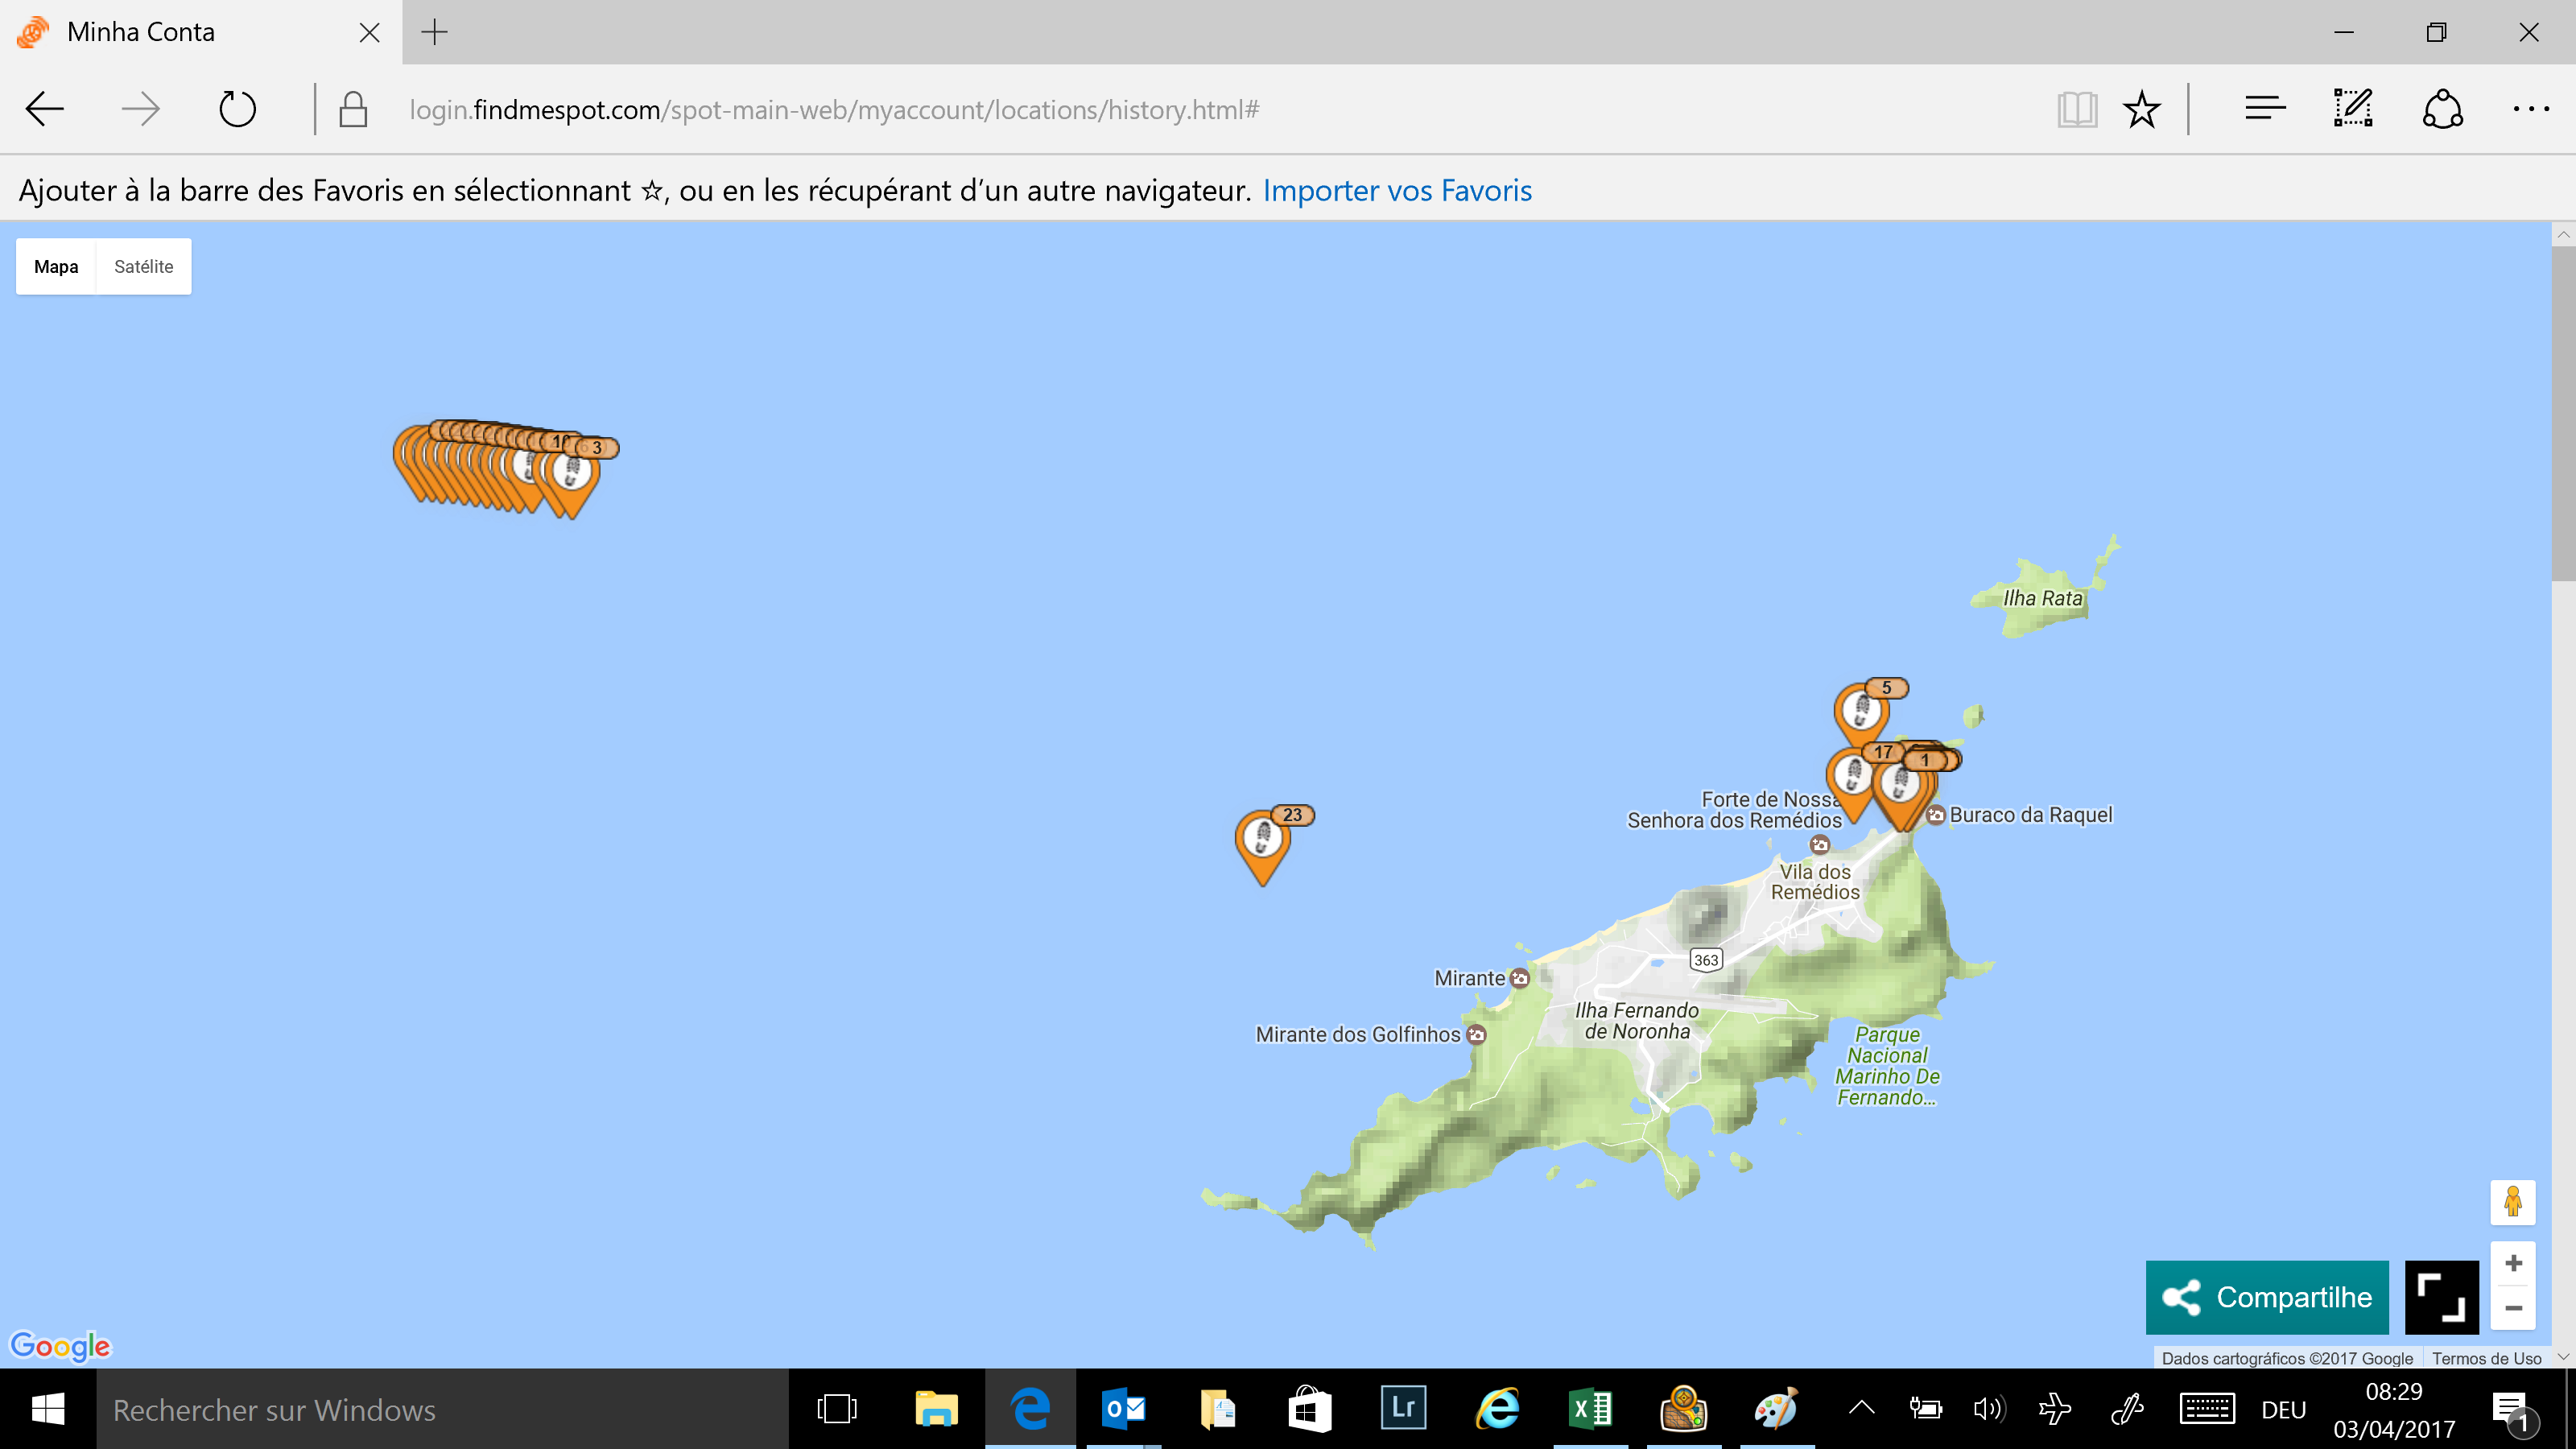 Minha Conta
login.findmespot.com/spot-main-web/myaccount/locations/history.html#
Ajouter à la barre des Favoris en sélectionnant ☆, ou en les récupérant d'un autre navigateur. Importer vos Favoris
Mapa
Satélite
3
Ilha Rata
5
17
1
23
Forte de Nossa
Senhora dos Remédios
Buraco da Raquel
Vila dos
Remédios
363
Mirante
Ilha Fernando
de Noronha
Mirante dos Golfinhos
Parque
Nacional
Marinho De
Fernando...
Compartilhe
Google
Dados cartográficos ©2017 Google
Termos de Uso
Rechercher sur Windows
Lr
DEU
08:29
03/04/2017
1